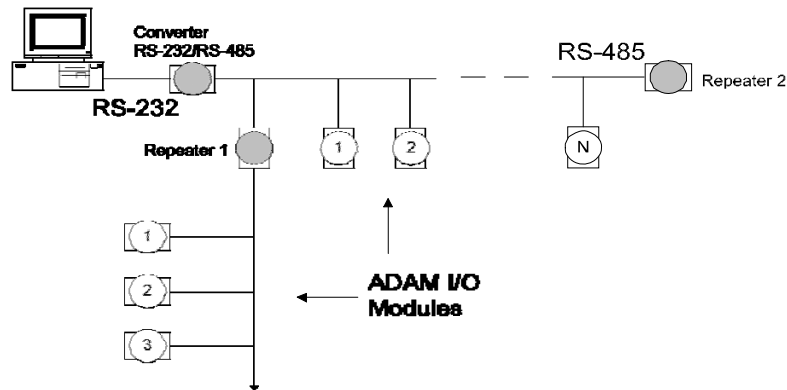 Converter
RS-232/RS-485
RS-485
Repeater 2
RS-232
Repeater 1
1
2
N
1
2
3
ADAM I/O
Modules